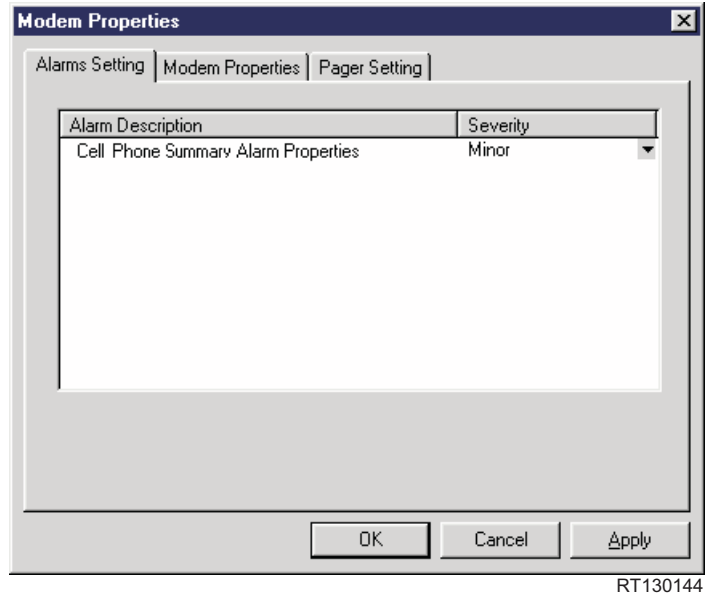 Modem Properties
Alarms Setting Modem Properties Pager Setting
Alarm Description Severity
Cell Phone Summary Alarm Properties Minor
OK Cancel Apply
RT130144